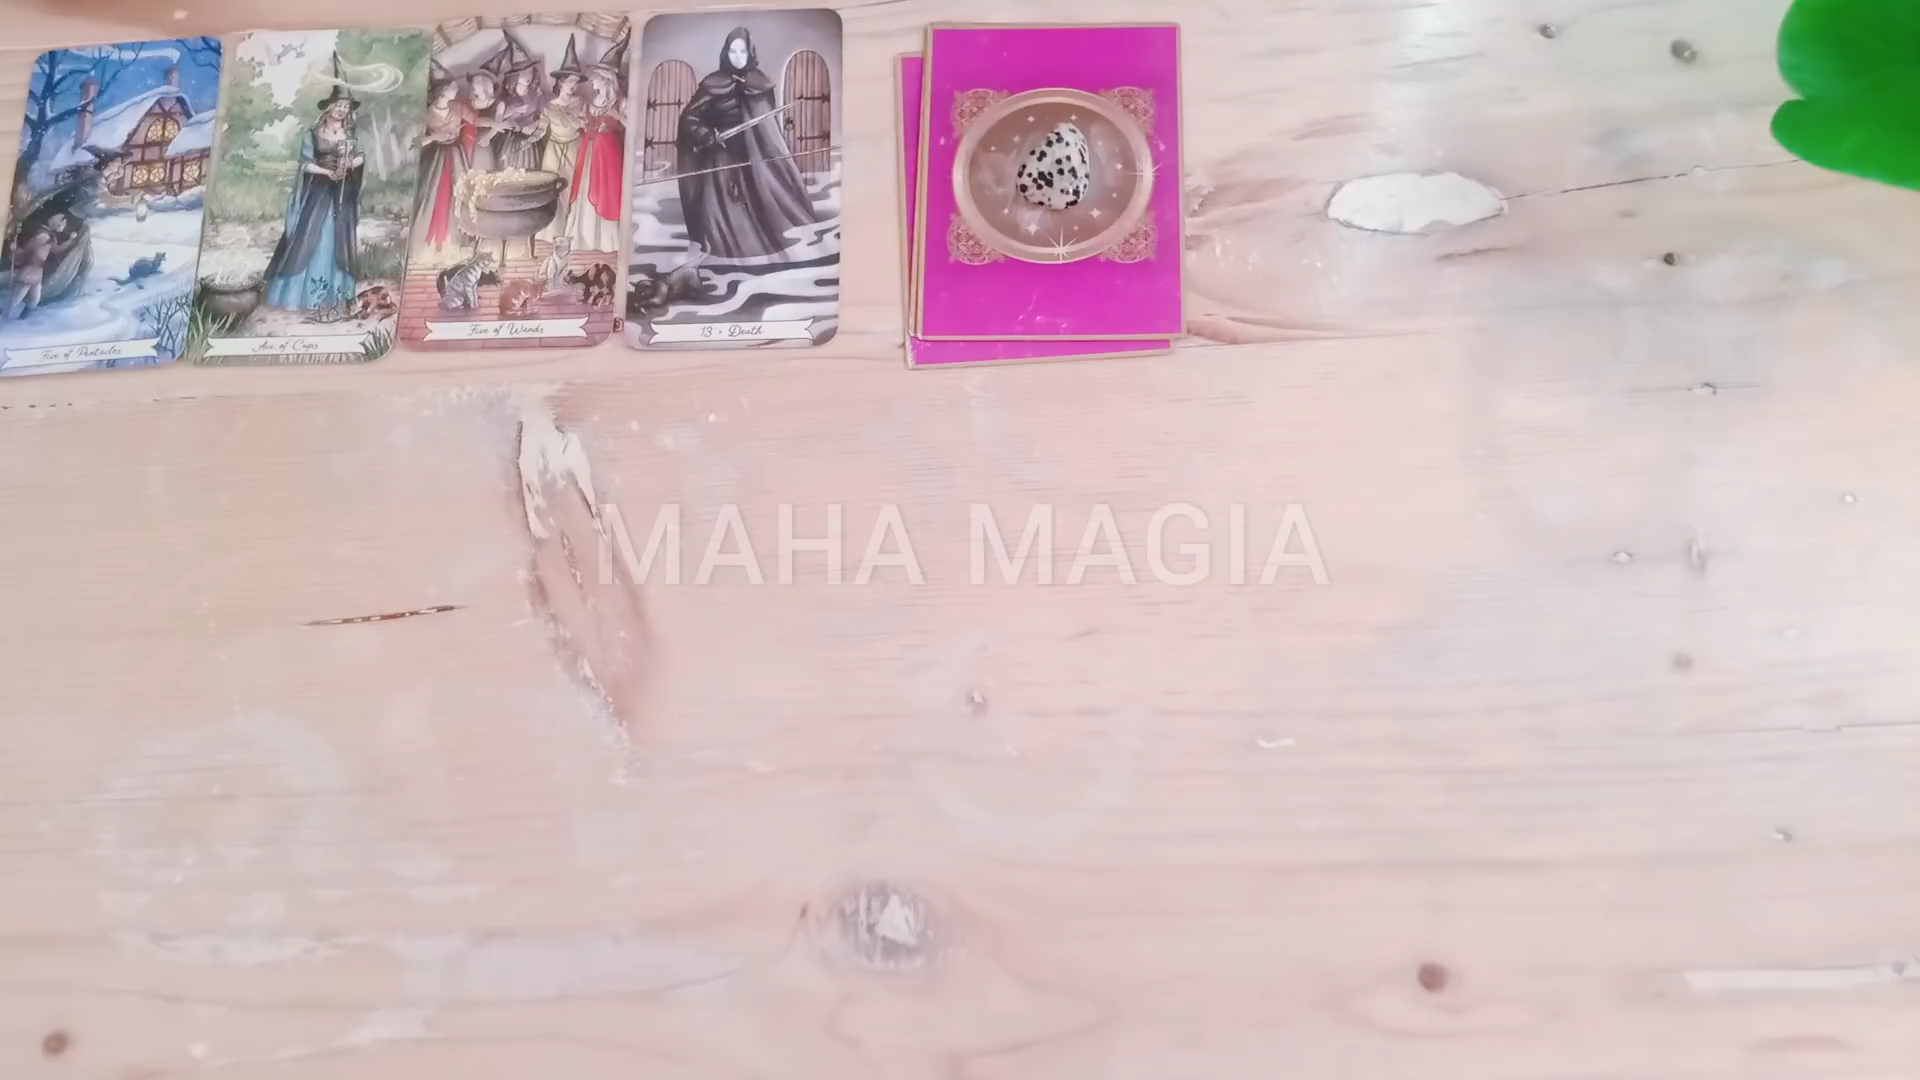 Five of Pentacles
Ace of Cups
Five of Wands
13 • Death
MAHA MAGIA